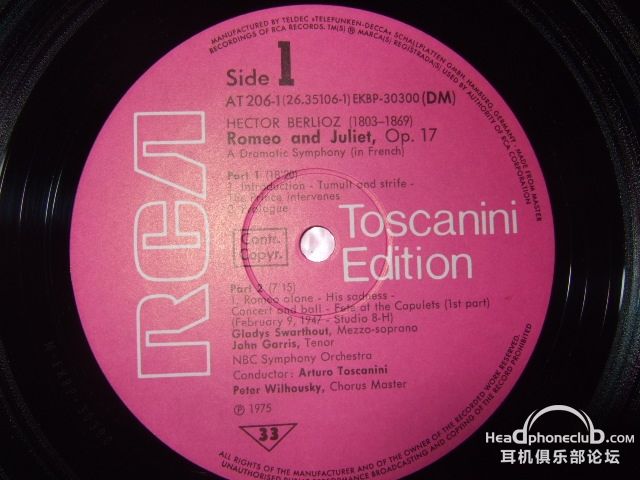 MANUFACTURED BY TELDEC »TELEFUNKEN-DECCA« SCHALLPLATTEN GMBH, HAMBURG, GERMANY · MADE FROM MASTER
RECORDINGS OF RCA RECORDS. TM(S) ® MARCA(S) REGISTRADA(S) USED BY AUTHORITY OF RCA CORPORATION
Side 1
AT 206-1 (26.35106-1) EKBP-30300 (DM)
HECTOR BERLIOZ (1803–1869)
Romeo and Juliet, Op. 17
A Dramatic Symphony (in French)
Part 1 (18'20)
1. Introduction - Tumult and strife -
The Prince intervenes
2. Prologue
RCA
Contr.
Copyr.
Toscanini
Edition
Part 2 (7'15)
1. Romeo alone - His sadness -
Concert and ball - Fete at the Capulets (1st part)
(February 9, 1947 - Studio 8-H)
Gladys Swarthout, Mezzo-soprano
John Garris, Tenor
NBC Symphony Orchestra
Conductor: Arturo Toscanini
Peter Wilhousky, Chorus Master
℗ 1975
33
ALL RIGHTS OF THE MANUFACTURER AND OF THE OWNER OF THE RECORDED WORK RESERVED
UNAUTHORISED PUBLIC PERFORMANCE BROADCASTING AND COPYING OF THE RECORD PROHIBITED
HeadphoneclubD.com
耳机俱乐部论坛